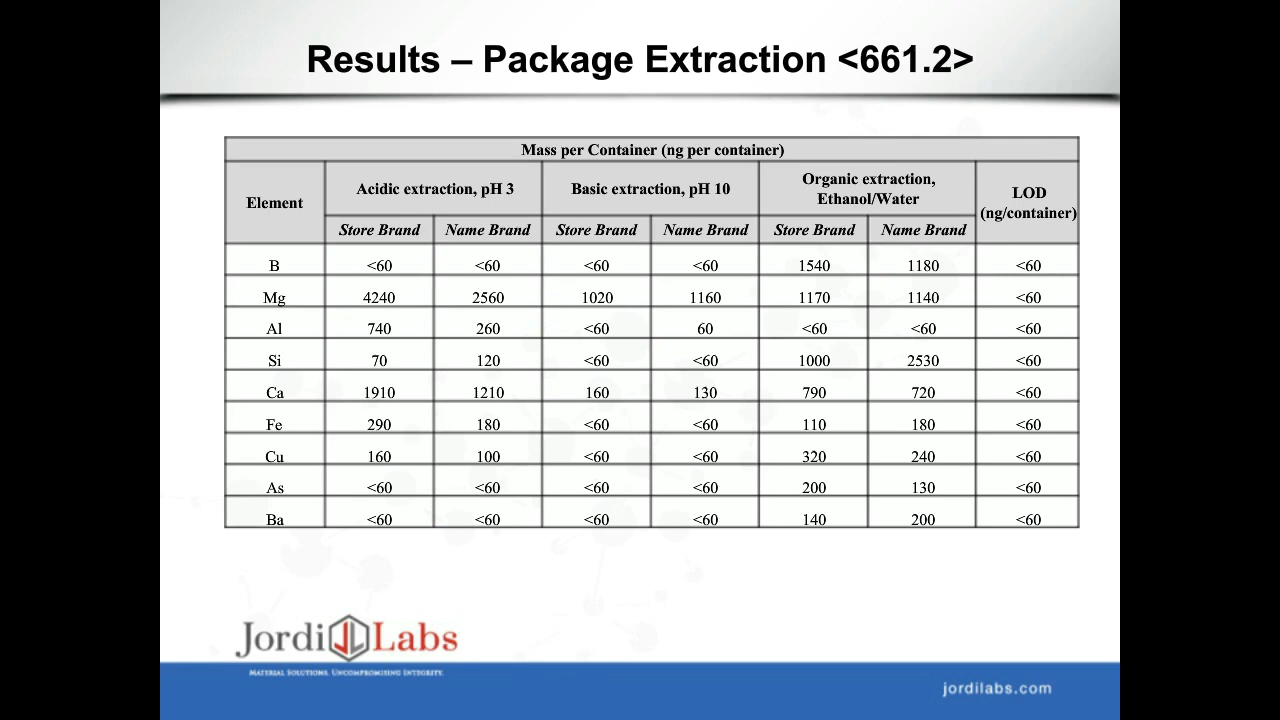 Results – Package Extraction <661.2>
Mass per Container (ng per container)
Element Acidic extraction, pH 3 Basic extraction, pH 10 Organic extraction, Ethanol/Water LOD (ng/container)
Store Brand Name Brand Store Brand Name Brand Store Brand Name Brand
B <60 <60 <60 <60 1540 1180 <60
Mg 4240 2560 1020 1160 1170 1140 <60
Al 740 260 <60 60 <60 <60 <60
Si 70 120 <60 <60 1000 2530 <60
Ca 1910 1210 160 130 790 720 <60
Fe 290 180 <60 <60 110 180 <60
Cu 160 100 <60 <60 320 240 <60
As <60 <60 <60 <60 200 130 <60
Ba <60 <60 <60 <60 140 200 <60
Jordi JL Labs
Material Solutions. Uncompromising Integrity.
jordilabs.com